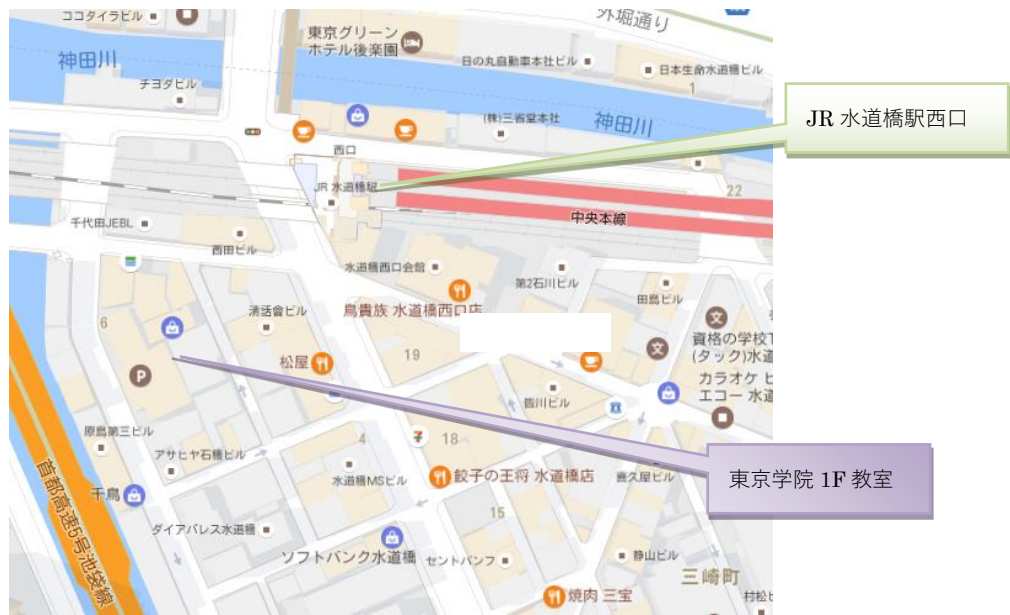 ココタイラビル
外堀通り
東京グリーン
ホテル後楽園
神田川
日の丸自動車本社ビル
日本生命水道橋ビル
チヨダビル
1
JR 水道橋駅西口
(株)三省堂本社
神田川
西口
JR 水道橋駅
22
中央本線
千代田JEBL
西田ビル
水道橋西口会館
第2石川ビル
田島ビル
清話會ビル
鳥貴族 水道橋西口店
6
資格の学校T
(タック)水道
松屋
19
カラオケ ビ
エコー 水道
皆川ビル
原島第三ビル
4
18
アサヒヤ石橋ビル
東京学院 1F 教室
水道橋MSビル
餃子の王将 水道橋店
首都高速5号池袋線
千鳥
15
ダイアパレス水道橋
ソフトバンク水道橋
セントバンフ
静山ビル
三崎町
焼肉 三宝
村松ビ